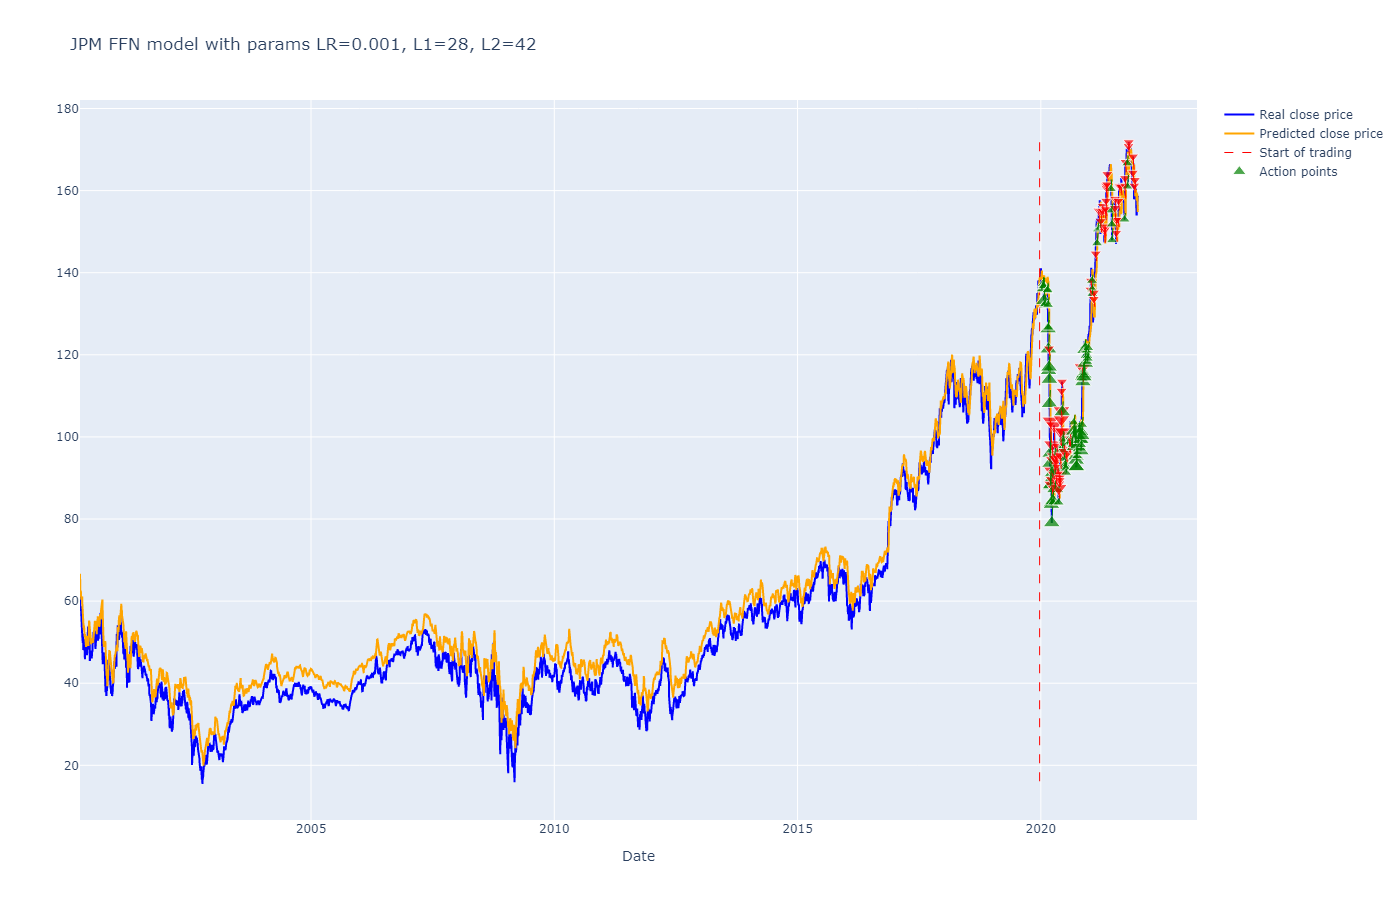 JPM FFN model with params LR=0.001, L1=28, L2=42
180
160
140
120
100
80
60
40
20
2005
2010
2015
2020
Date
Real close price
Predicted close price
Start of trading
Action points